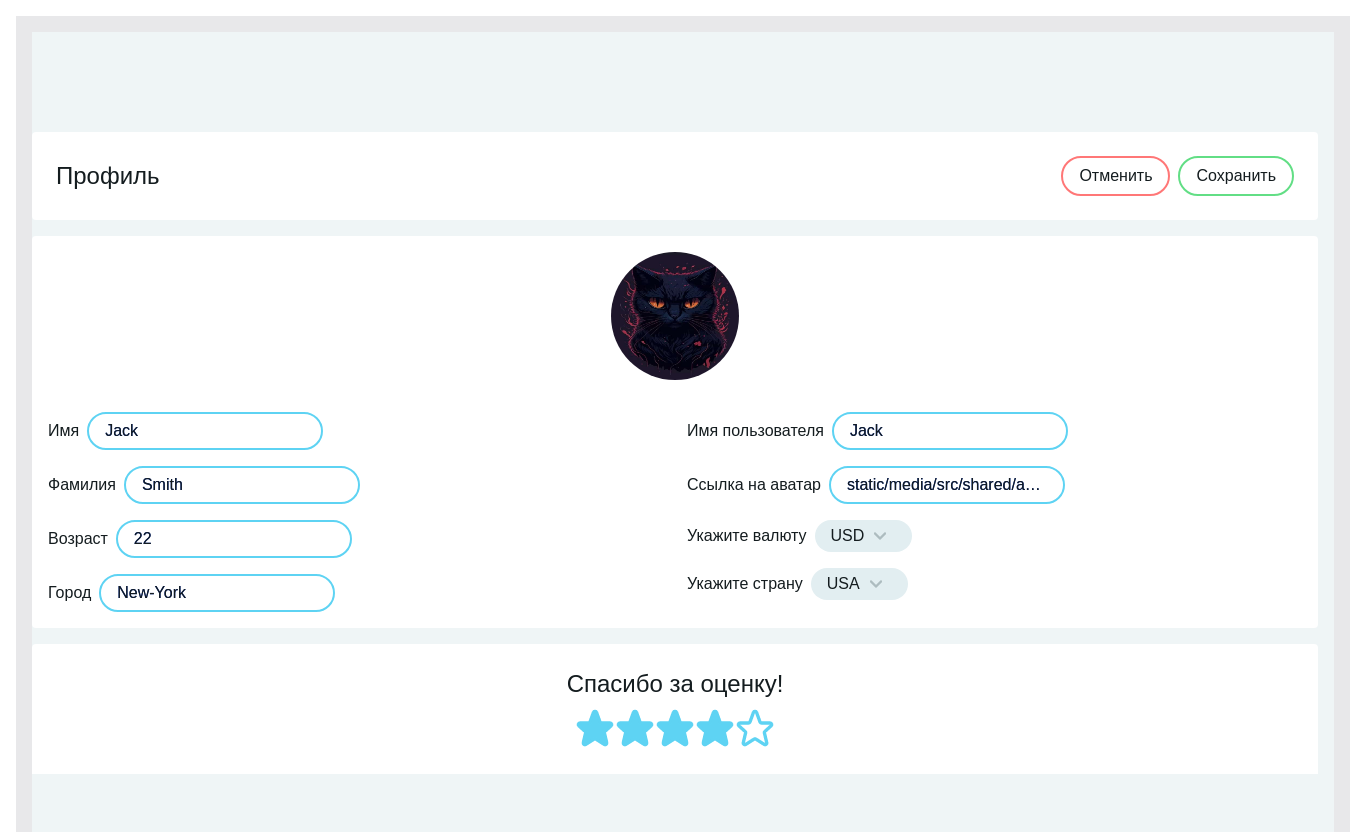 Профиль
Отменить
Сохранить
Имя Jack
Фамилия Smith
Возраст 22
Город New-York
Имя пользователя Jack
Ссылка на аватар static/media/src/shared/a…
Укажите валюту USD
Укажите страну USA
Спасибо за оценку!